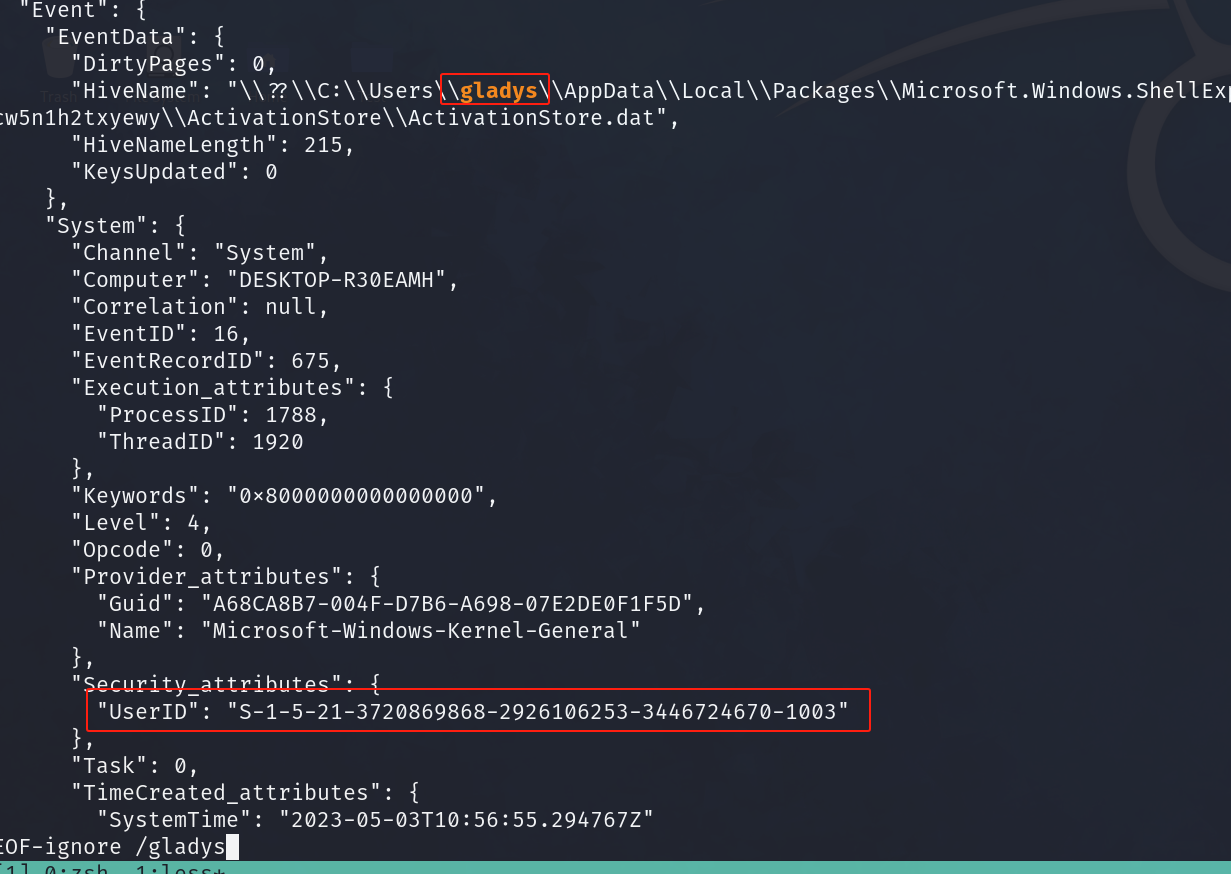 "Event": {
"EventData": {
"DirtyPages": 0,
"HiveName": "\\??\\C:\\Users\\gladys\\AppData\\Local\\Packages\\Microsoft.Windows.ShellExp
cw5n1h2txyewy\\ActivationStore\\ActivationStore.dat",
"HiveNameLength": 215,
"KeysUpdated": 0
},
"System": {
"Channel": "System",
"Computer": "DESKTOP-R30EAMH",
"Correlation": null,
"EventID": 16,
"EventRecordID": 675,
"Execution_attributes": {
"ProcessID": 1788,
"ThreadID": 1920
},
"Keywords": "0×8000000000000000",
"Level": 4,
"Opcode": 0,
"Provider_attributes": {
"Guid": "A68CA8B7-004F-D7B6-A698-07E2DE0F1F5D",
"Name": "Microsoft-Windows-Kernel-General"
},
"Security_attributes": {
"UserID": "S-1-5-21-3720869868-2926106253-3446724670-1003"
},
"Task": 0,
"TimeCreated_attributes": {
"SystemTime": "2023-05-03T10:56:55.294767Z"
EOF-ignore /gladys
[1] 0:zsh 1:less*